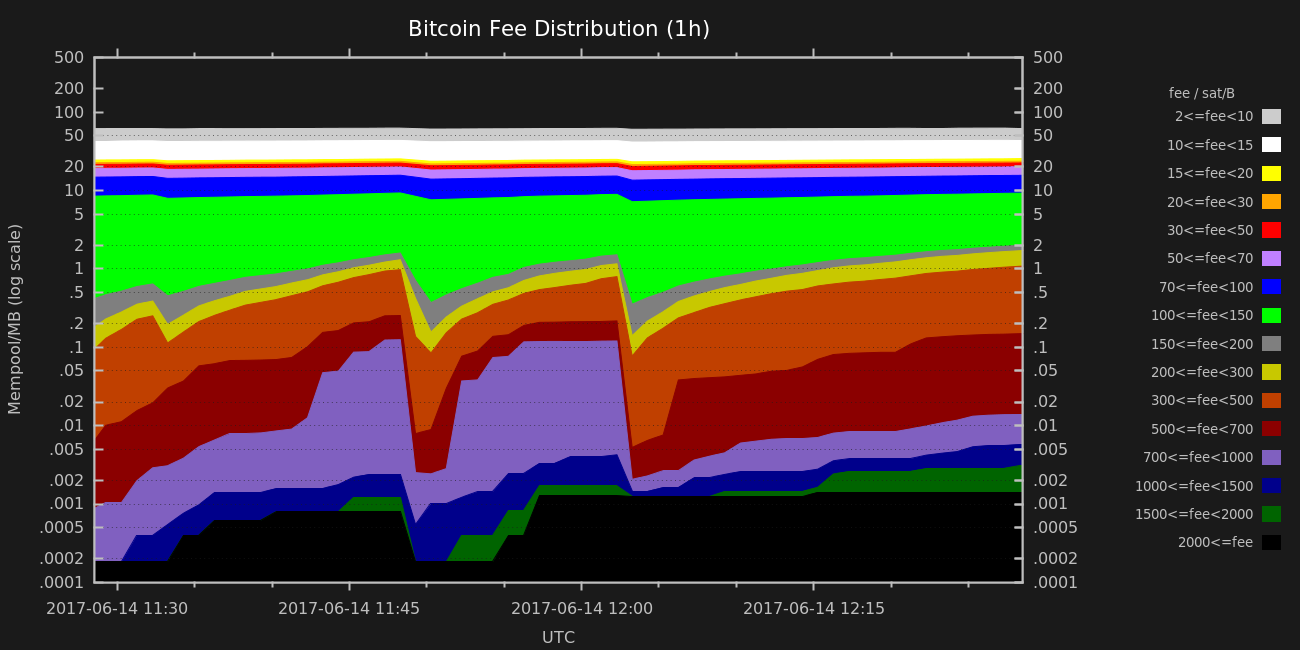 Bitcoin Fee Distribution (1h)
500 500
200 200
100 100
50 50
20 20
10 10
5 5
2 2
1 1
.5 .5
.2 .2
.1 .1
.05 .05
.02 .02
.01 .01
.005 .005
.002 .002
.001 .001
.0005 .0005
.0002 .0002
.0001 .0001
Mempool/MB (log scale)
2017-06-14 11:30 2017-06-14 11:45 2017-06-14 12:00 2017-06-14 12:15
UTC
fee / sat/B
2<=fee<10
10<=fee<15
15<=fee<20
20<=fee<30
30<=fee<50
50<=fee<70
70<=fee<100
100<=fee<150
150<=fee<200
200<=fee<300
300<=fee<500
500<=fee<700
700<=fee<1000
1000<=fee<1500
1500<=fee<2000
2000<=fee